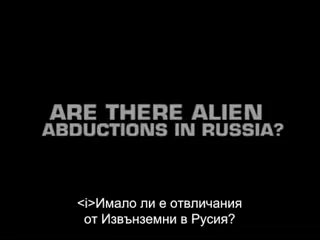 ARE THERE ALIEN
ABDUCTIONS IN RUSSIA?
<i>Имало ли е отвличания
от Извънземни в Русия?